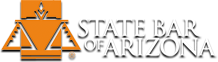 STATE BAR
OF ARIZONA
®